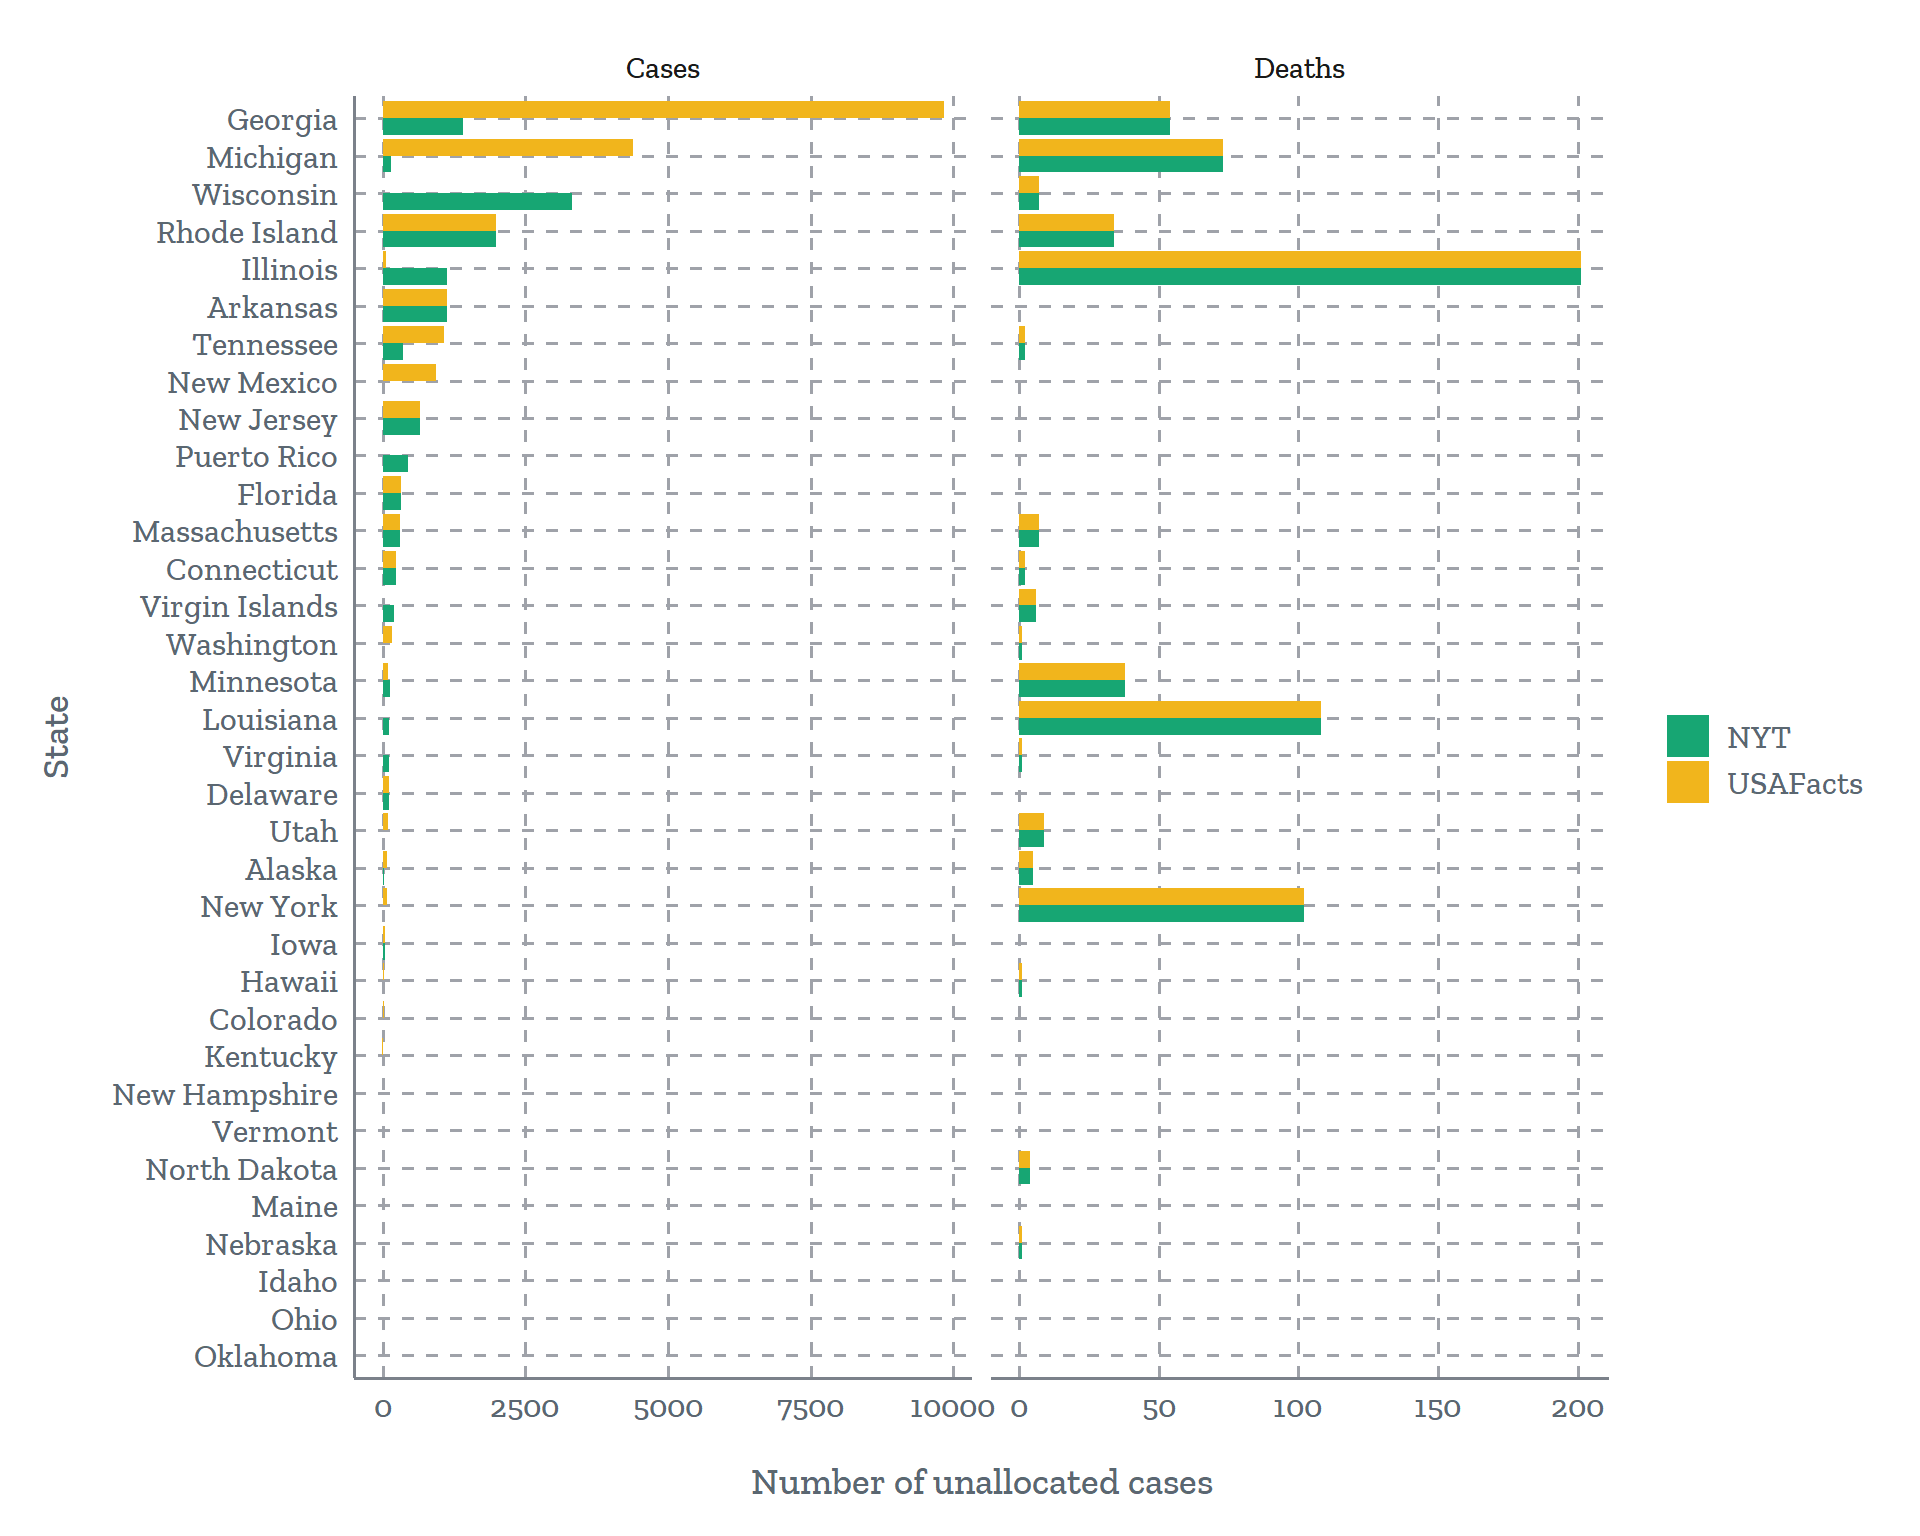 Cases Deaths
Georgia
Michigan
Wisconsin
Rhode Island
Illinois
Arkansas
Tennessee
New Mexico
New Jersey
Puerto Rico
Florida
Massachusetts
Connecticut
Virgin Islands
Washington
Minnesota
Louisiana
Virginia
Delaware
Utah
Alaska
New York
Iowa
Hawaii
Colorado
Kentucky
New Hampshire
Vermont
North Dakota
Maine
Nebraska
Idaho
Ohio
Oklahoma
State
NYT
USAFacts
0 2500 5000 7500 10000 0 50 100 150 200
Number of unallocated cases